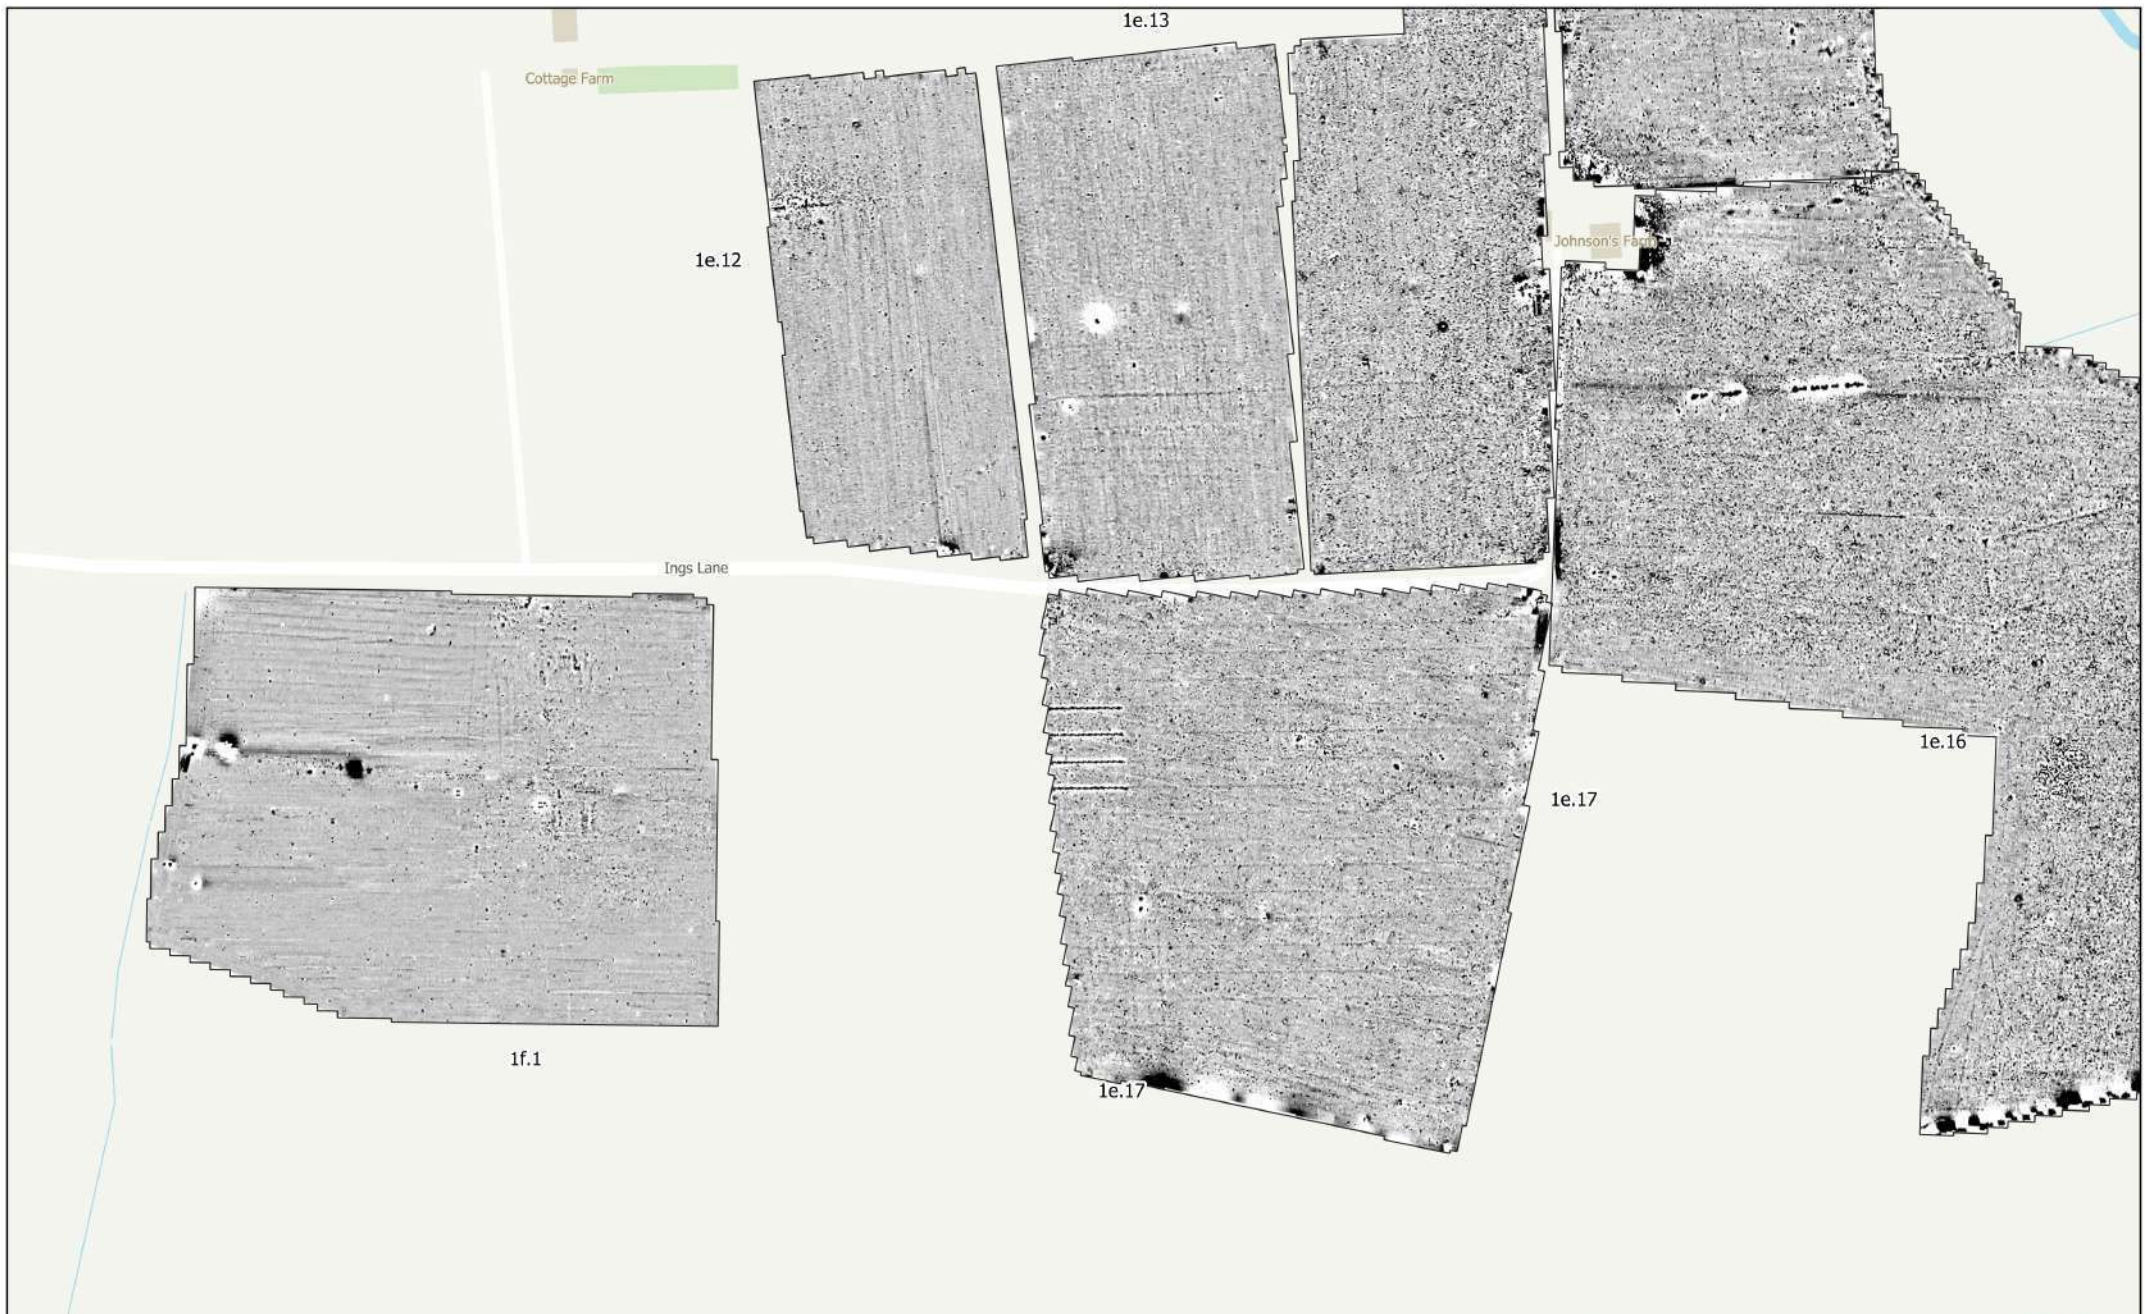 1e.13
Cottage Farm
Johnson's Farm
1e.12
Ings Lane
1e.16
1e.17
1f.1
1e.17